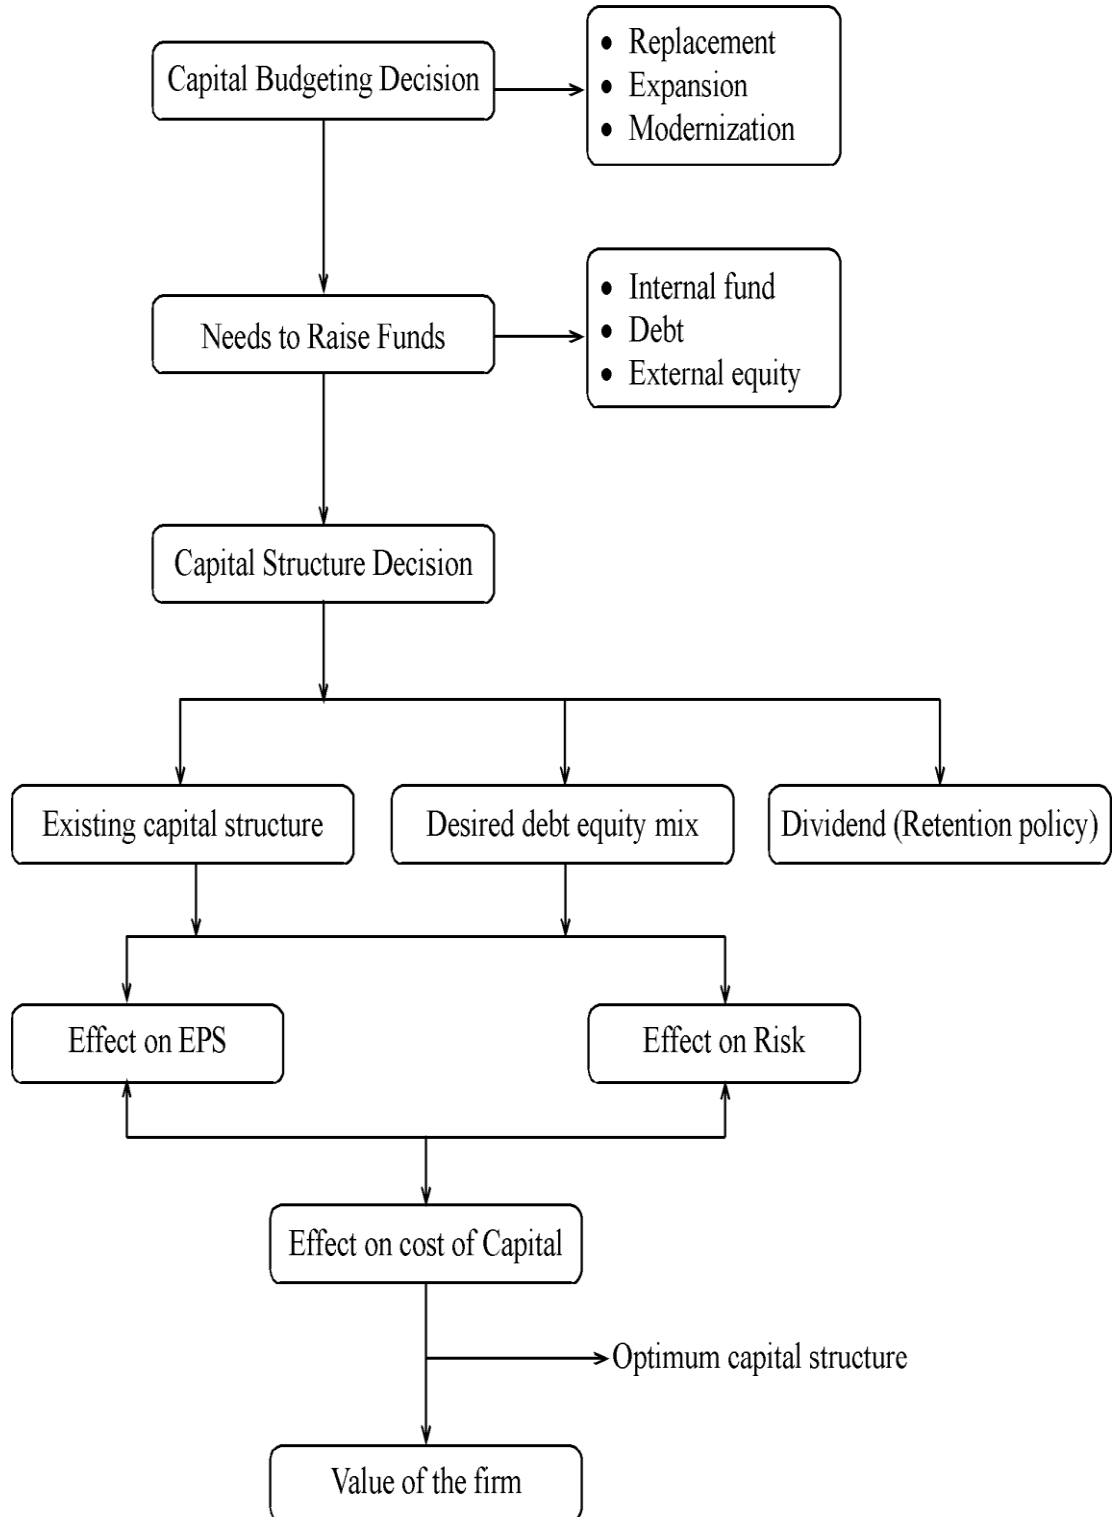 Capital Budgeting Decision
• Replacement
• Expansion
• Modernization
Needs to Raise Funds
• Internal fund
• Debt
• External equity
Capital Structure Decision
Existing capital structure
Desired debt equity mix
Dividend (Retention policy)
Effect on EPS
Effect on Risk
Effect on cost of Capital
Optimum capital structure
Value of the firm